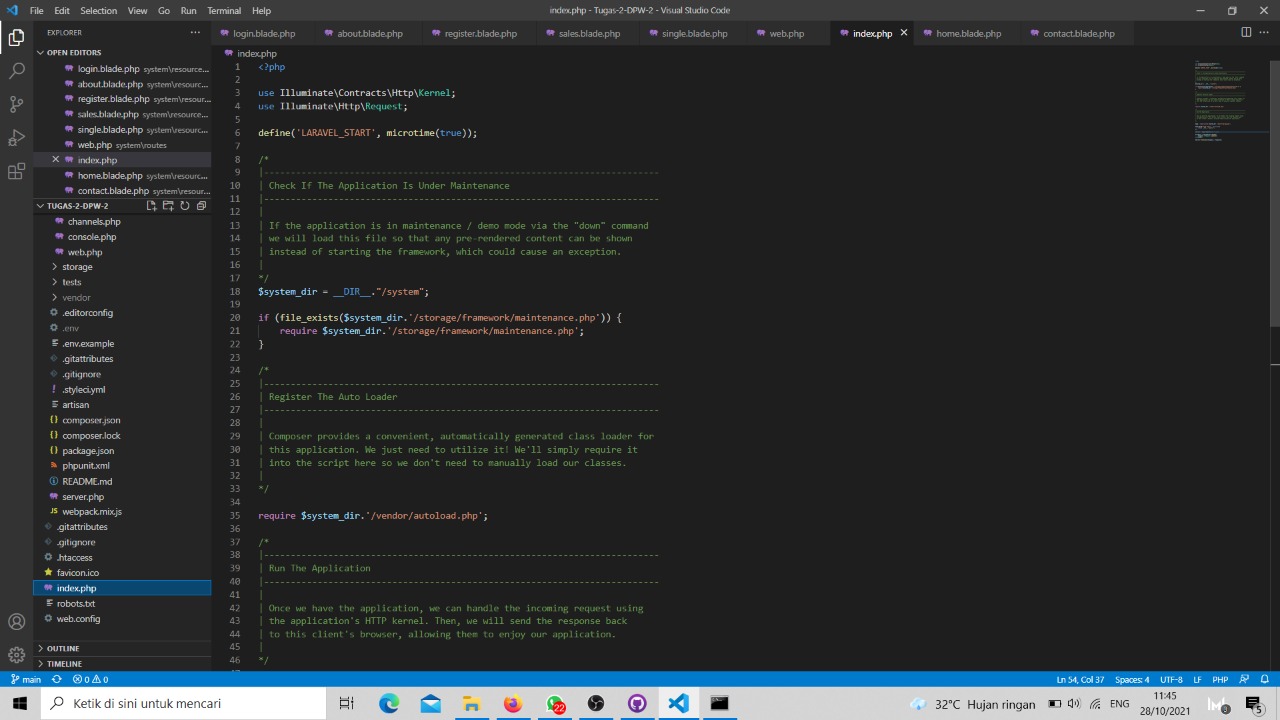 File Edit Selection View Go Run Terminal Help
index.php - Tugas-2-DPW-2 - Visual Studio Code
EXPLORER
OPEN EDITORS
login.blade.php system\resource...
about.blade.php system\resourc...
register.blade.php system\resour...
sales.blade.php system\resource...
single.blade.php system\resourc...
web.php system\routes
index.php
home.blade.php system\resourc...
contact.blade.php system\resour...
TUGAS-2-DPW-2
channels.php
console.php
web.php
storage
tests
vendor
.editorconfig
.env
.env.example
.gitattributes
.gitignore
.styleci.yml
artisan
composer.json
composer.lock
package.json
phpunit.xml
README.md
server.php
JS webpack.mix.js
.gitattributes
.gitignore
.htaccess
favicon.ico
index.php
robots.txt
web.config
OUTLINE
TIMELINE
login.blade.php about.blade.php register.blade.php sales.blade.php single.blade.php web.php index.php home.blade.php contact.blade.php
index.php
1 <?php
2
3 use Illuminate\Contracts\Http\Kernel;
4 use Illuminate\Http\Request;
5
6 define('LARAVEL_START', microtime(true));
7
8 /*
9 |--------------------------------------------------------------------------
10 | Check If The Application Is Under Maintenance
11 |--------------------------------------------------------------------------
12 |
13 | If the application is in maintenance / demo mode via the "down" command
14 | we will load this file so that any pre-rendered content can be shown
15 | instead of starting the framework, which could cause an exception.
16 |
17 */
18 $system_dir = __DIR__."/system";
19
20 if (file_exists($system_dir.'/storage/framework/maintenance.php')) {
21 require $system_dir.'/storage/framework/maintenance.php';
22 }
23
24 /*
25 |--------------------------------------------------------------------------
26 | Register The Auto Loader
27 |--------------------------------------------------------------------------
28 |
29 | Composer provides a convenient, automatically generated class loader for
30 | this application. We just need to utilize it! We'll simply require it
31 | into the script here so we don't need to manually load our classes.
32 |
33 */
34
35 require $system_dir.'/vendor/autoload.php';
36
37 /*
38 |--------------------------------------------------------------------------
39 | Run The Application
40 |--------------------------------------------------------------------------
41 |
42 | Once we have the application, we can handle the incoming request using
43 | the application's HTTP kernel. Then, we will send the response back
44 | to this client's browser, allowing them to enjoy our application.
45 |
46 */
main 0 0
Ln 54, Col 37 Spaces: 4 UTF-8 LF PHP
Ketik di sini untuk mencari
22
32°C Hujan ringan
ENG
11:45
28/10/2021
5